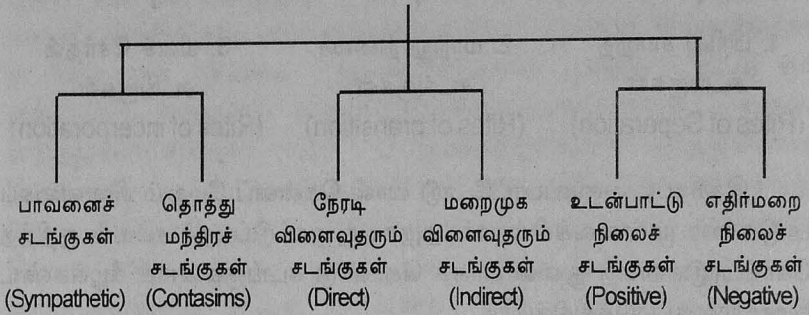 பாவனைச்
சடங்குகள்
(Sympathetic)
தொத்து
மந்திரச்
சடங்குகள்
(Contasims)
நேரடி
விளைவுதரும்
சடங்குகள்
(Direct)
மறைமுக
விளைவுதரும்
சடங்குகள்
(Indirect)
உடன்பாட்டு
நிலைச்
சடங்குகள்
(Positive)
எதிர்மறை
நிலைச்
சடங்குகள்
(Negative)